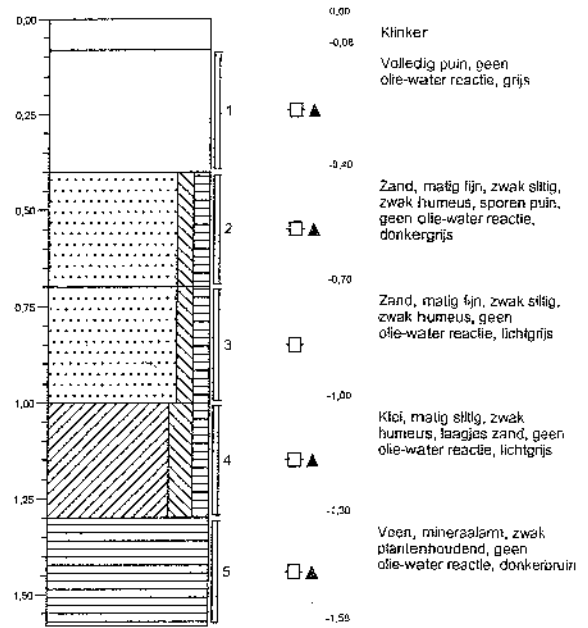 0,00
0,00
Klinker
-0,08
Volledig puin, geen
olie-water reactie, grijs
0,25
1
-0,40
Zand, matig fijn, zwak siltig,
zwak humeus, sporen puin,
geen olie-water reactie,
donkergrijs
0,50
2
-0,70
0,75
Zand, matig fijn, zwak siltig,
zwak humeus, geen
olie-water reactie, lichtgrijs
3
-1,00
1,00
Klei, matig siltig, zwak
humeus, laagjes zand, geen
olie-water reactie, lichtgrijs
4
1,25
-1,30
Veen, mineraalarm, zwak
plantenhoudend, geen
olie-water reactie, donkerbruin
5
1,50
-1,58